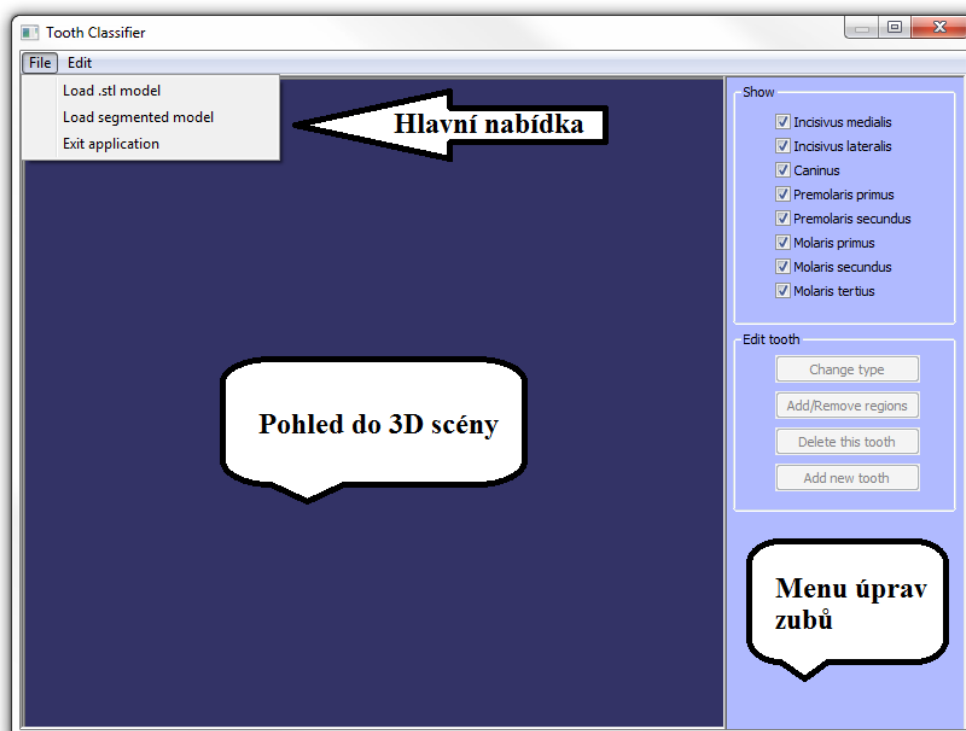 Tooth Classifier
File Edit
Load .stl model
Load segmented model
Exit application
Hlavní nabídka
Show
Incisivus medialis
Incisivus lateralis
Caninus
Premolaris primus
Premolaris secundus
Molaris primus
Molaris secundus
Molaris tertius
Edit tooth
Change type
Add/Remove regions
Delete this tooth
Add new tooth
Pohled do 3D scény
Menu úprav
zubů